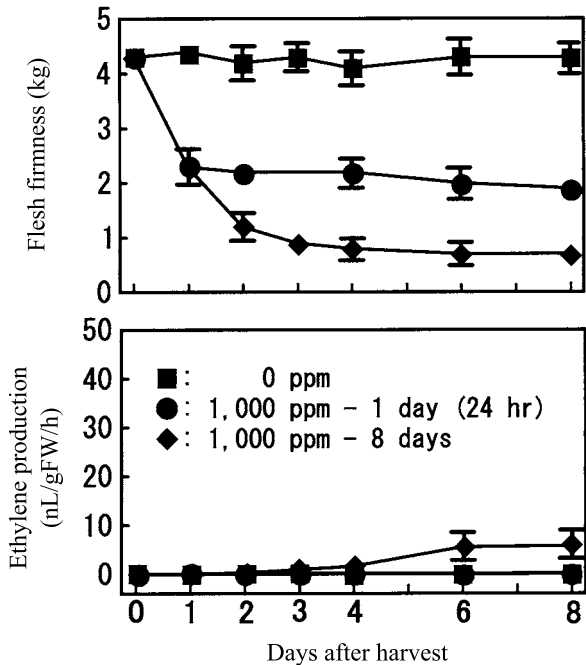 Flesh firmness (kg)
5
4
3
2
1
0
Ethylene production
(nL/gFW/h)
50
40
30
20
10
0
: 0 ppm
: 1,000 ppm - 1 day (24 hr)
: 1,000 ppm - 8 days
0 1 2 3 4 6 8
Days after harvest